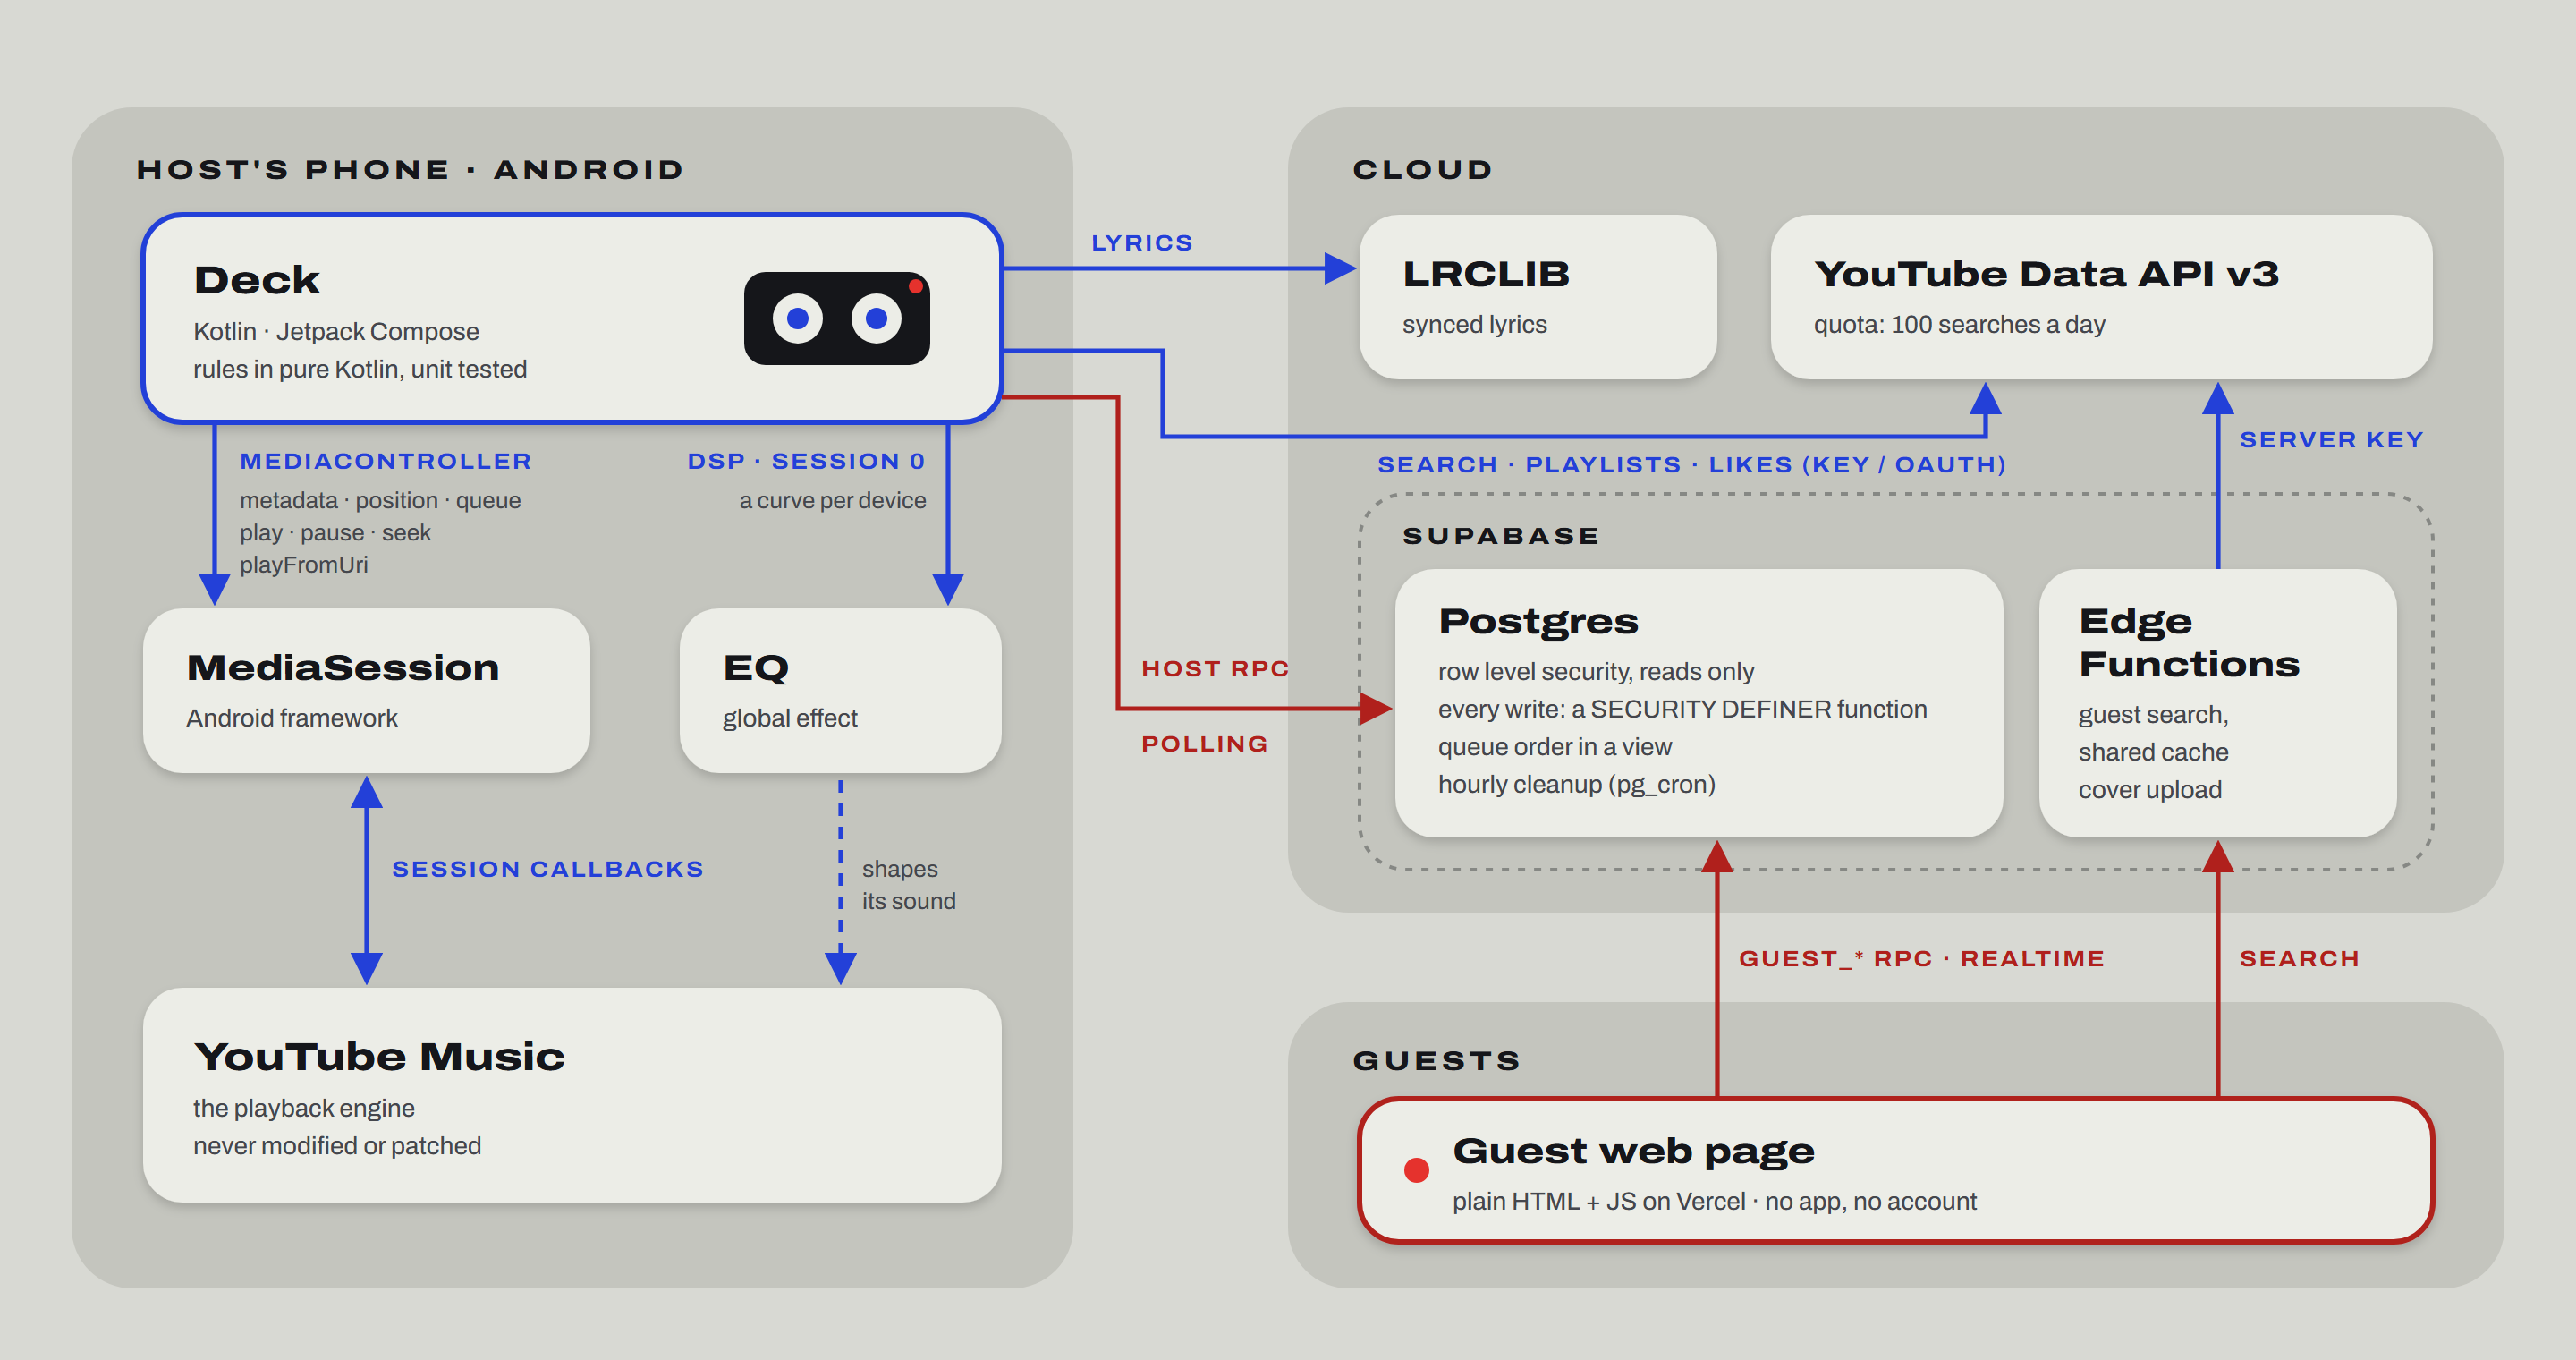 HOST'S PHONE · ANDROID
Deck
Kotlin · Jetpack Compose
rules in pure Kotlin, unit tested
MEDIACONTROLLER
metadata · position · queue
play · pause · seek
playFromUri
DSP · SESSION 0
a curve per device
MediaSession
Android framework
EQ
global effect
SESSION CALLBACKS
shapes
its sound
YouTube Music
the playback engine
never modified or patched
LYRICS
HOST RPC
POLLING
CLOUD
LRCLIB
synced lyrics
YouTube Data API v3
quota: 100 searches a day
SEARCH · PLAYLISTS · LIKES (KEY / OAUTH)
SERVER KEY
SUPABASE
Postgres
row level security, reads only
every write: a SECURITY DEFINER function
queue order in a view
hourly cleanup (pg_cron)
Edge
Functions
guest search,
shared cache
cover upload
GUEST_* RPC · REALTIME
SEARCH
GUESTS
Guest web page
plain HTML + JS on Vercel · no app, no account